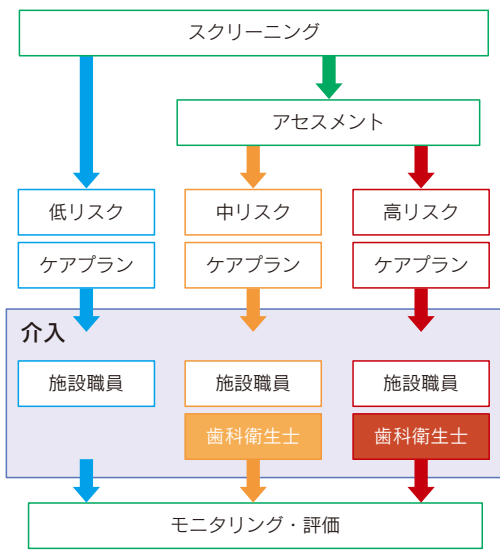 スクリーニング
アセスメント
低リスク
中リスク
高リスク
ケアプラン
ケアプラン
ケアプラン
介入
施設職員
施設職員
施設職員
歯科衛生士
歯科衛生士
モニタリング・評価